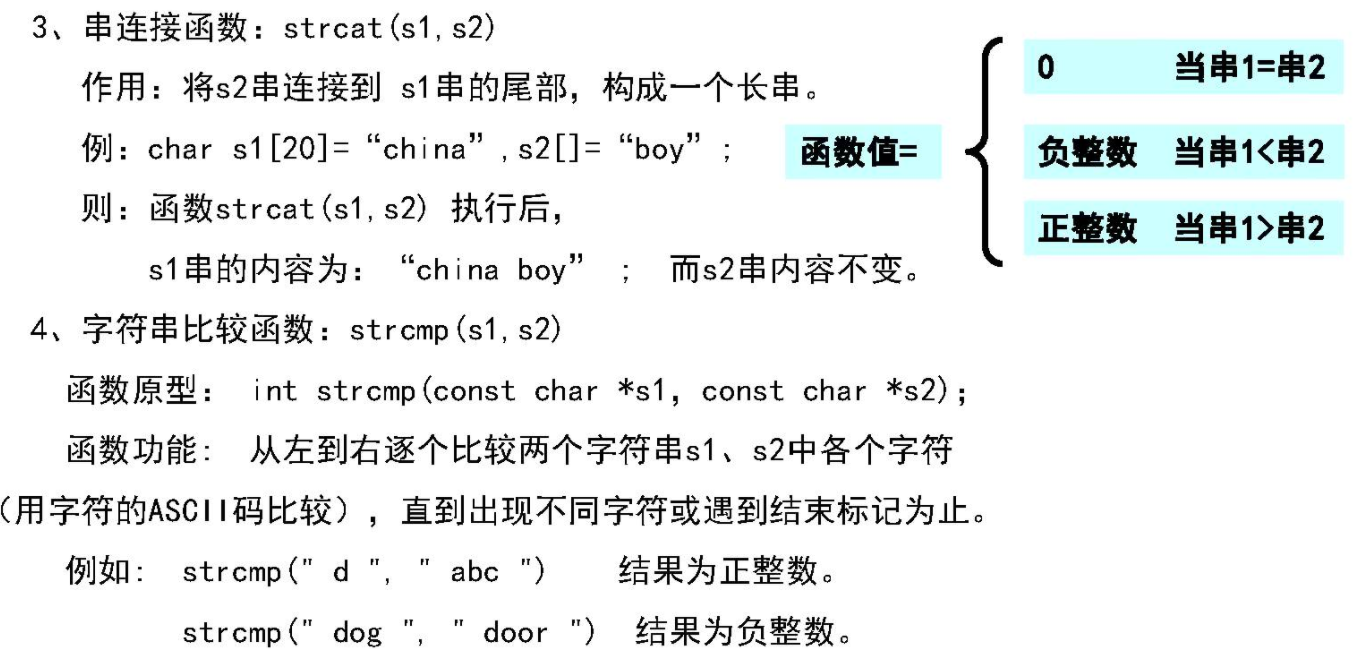 3、串连接函数：strcat(s1,s2)
作用：将s2串连接到 s1串的尾部，构成一个长串。
例：char s1[20]= “china”,s2[]= “boy”;
则：函数strcat(s1,s2) 执行后，
s1串的内容为： “china boy” ； 而s2串内容不变。
函数值=
0 当串1=串2
负整数 当串1<串2
正整数 当串1>串2
4、字符串比较函数：strcmp(s1,s2)
函数原型： int strcmp(const char *s1, const char *s2);
函数功能： 从左到右逐个比较两个字符串s1、s2中各个字符
（用字符的ASCII码比较），直到出现不同字符或遇到结束标记为止。
例如: strcmp(" d ", " abc ") 结果为正整数。
strcmp(" dog ", " door ") 结果为负整数。